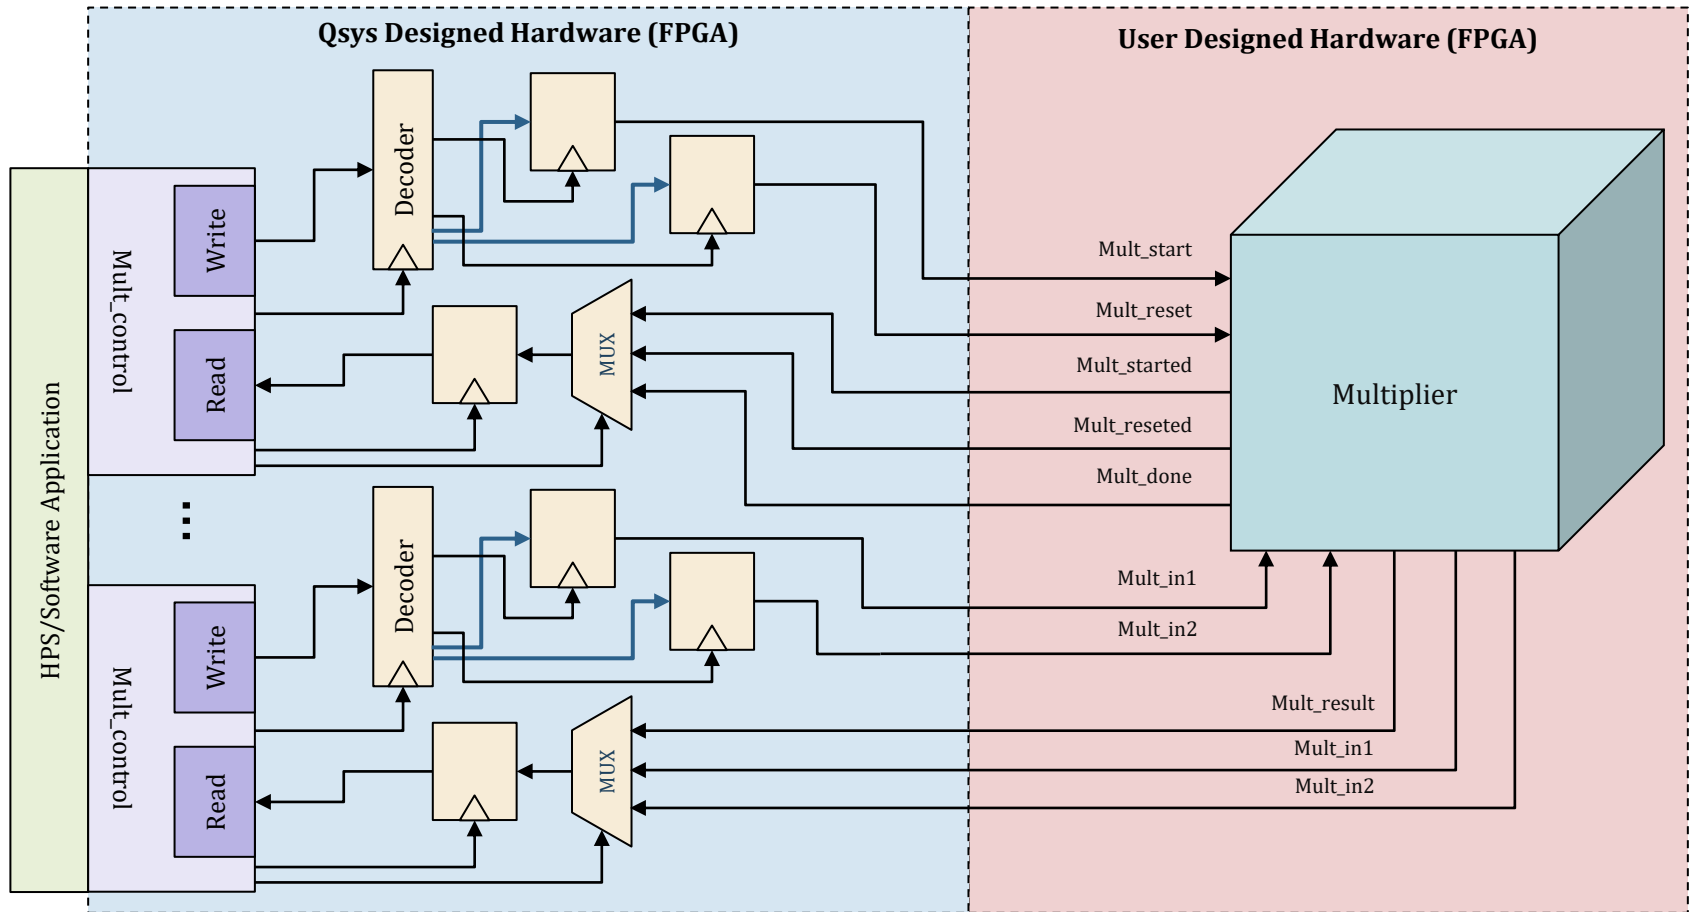 Qsys Designed Hardware (FPGA)
User Designed Hardware (FPGA)
HPS/Software Application
Mult_control
Write
Read
Decoder
MUX
Mult_start
Mult_reset
Mult_started
Mult_reseted
Mult_done
Multiplier
...
Mult_control
Write
Read
Decoder
MUX
Mult_in1
Mult_in2
Mult_result
Mult_in1
Mult_in2